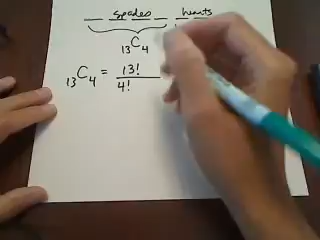 spades hearts
₁₃C₄
₁₃C₄ = 13!
4!